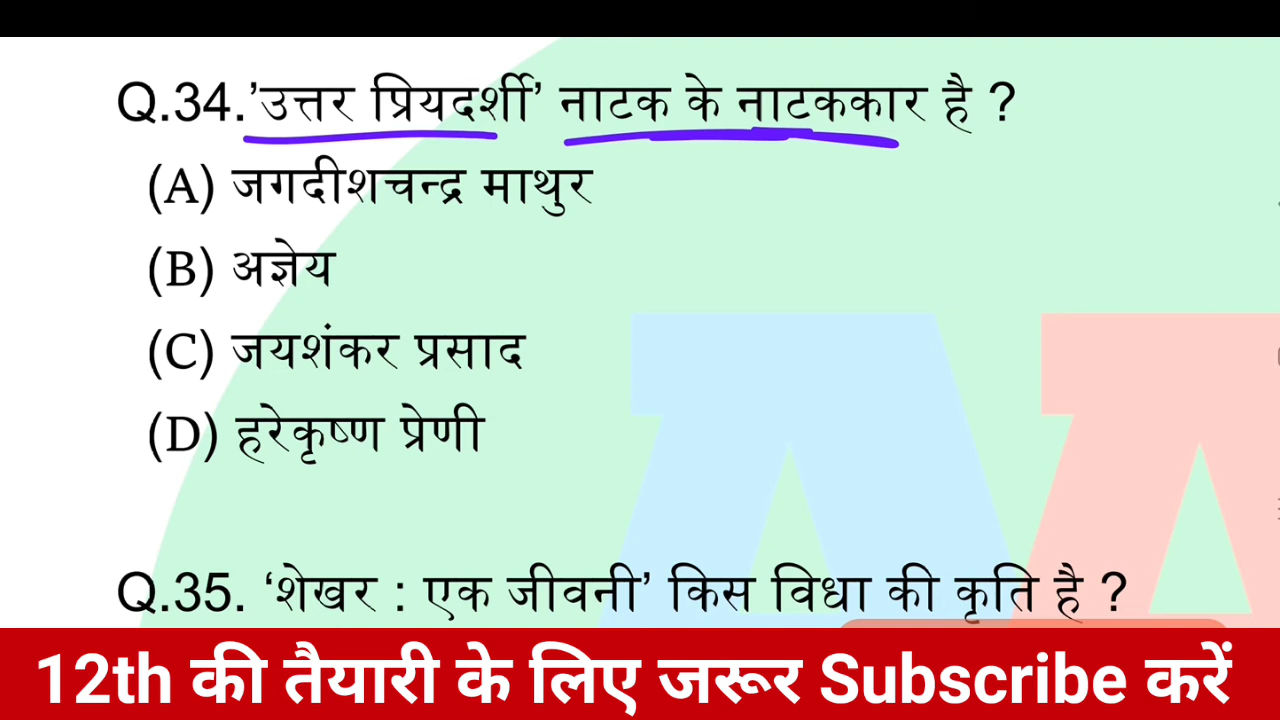 Q.34.’उत्तर प्रियदर्शी’ नाटक के नाटककार है ?
(A) जगदीशचन्द्र माथुर
(B) अज्ञेय
(C) जयशंकर प्रसाद
(D) हरेकृष्ण प्रेणी
Q.35. ‘शेखर : एक जीवनी’ किस विधा की कृति है ?
12th की तैयारी के लिए जरूर Subscribe करें